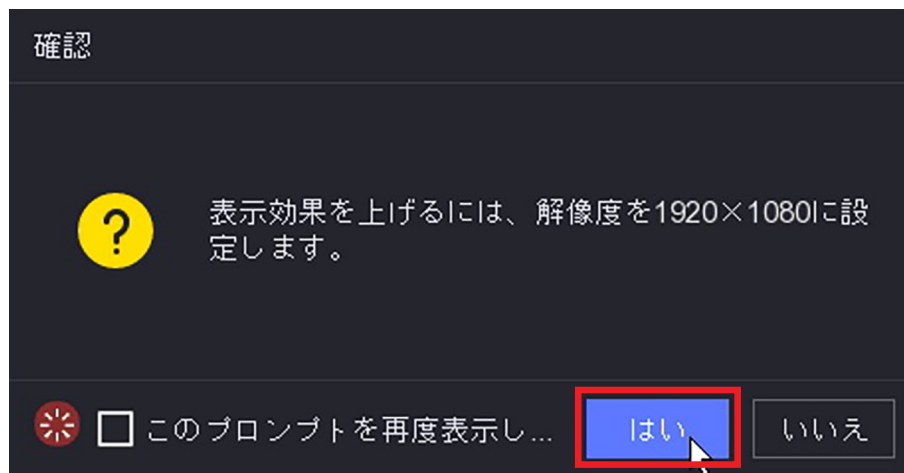 確認
表示効果を上げるには、解像度を1920×1080に設
定します。
このプロンプトを再度表示し...
はい
いいえ